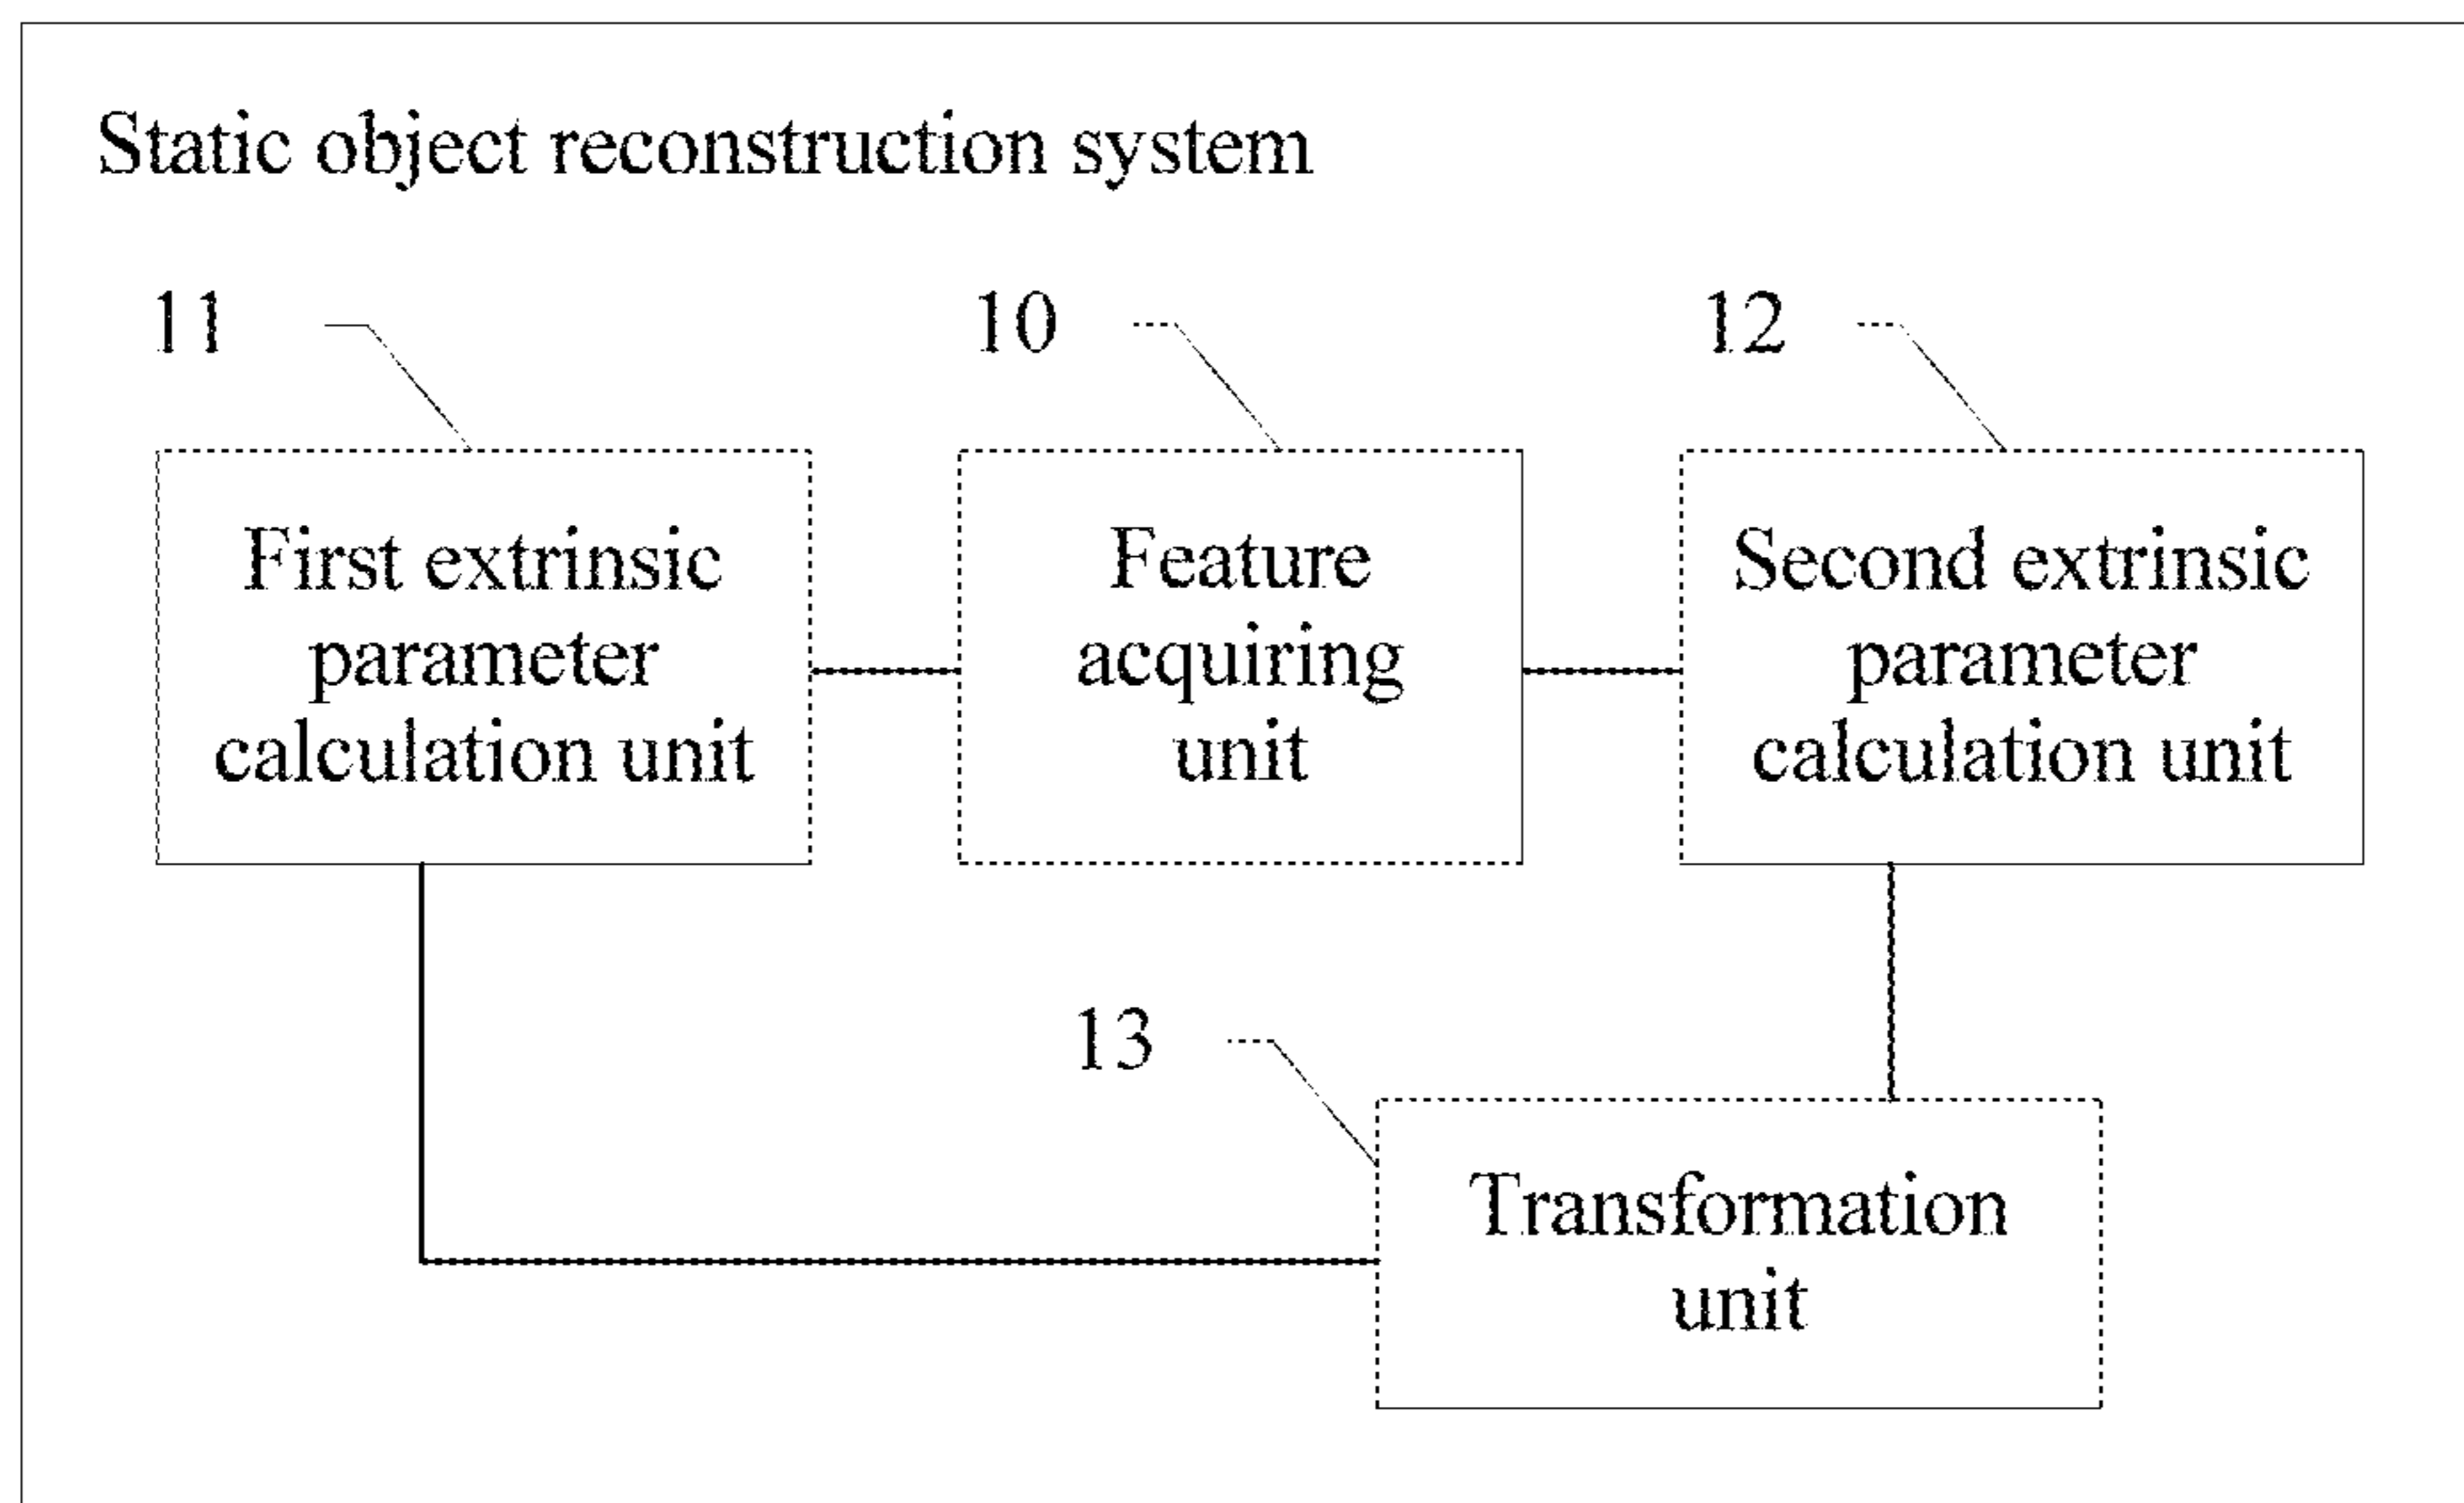 Static object reconstruction system
11
10
12
First extrinsic
parameter
calculation unit
Feature
acquiring
unit
Second extrinsic
parameter
calculation unit
13
Transformation
unit